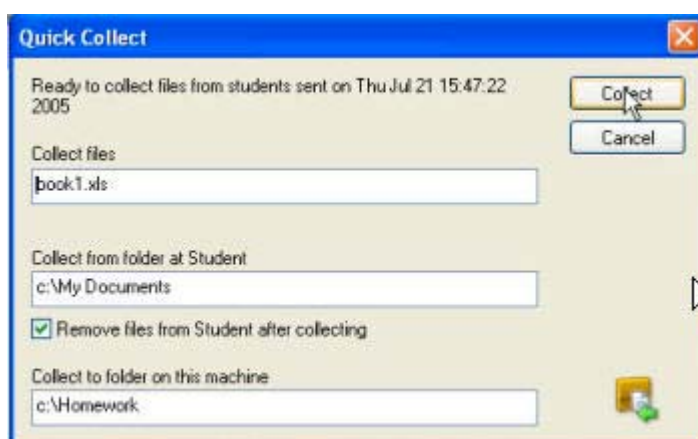 Quick Collect
Ready to collect files from students sent on Thu Jul 21 15:47:22
2005
Collect
Cancel
Collect files
book1.xls
Collect from folder at Student
c:\My Documents
Remove files from Student after collecting
Collect to folder on this machine
c:\Homework